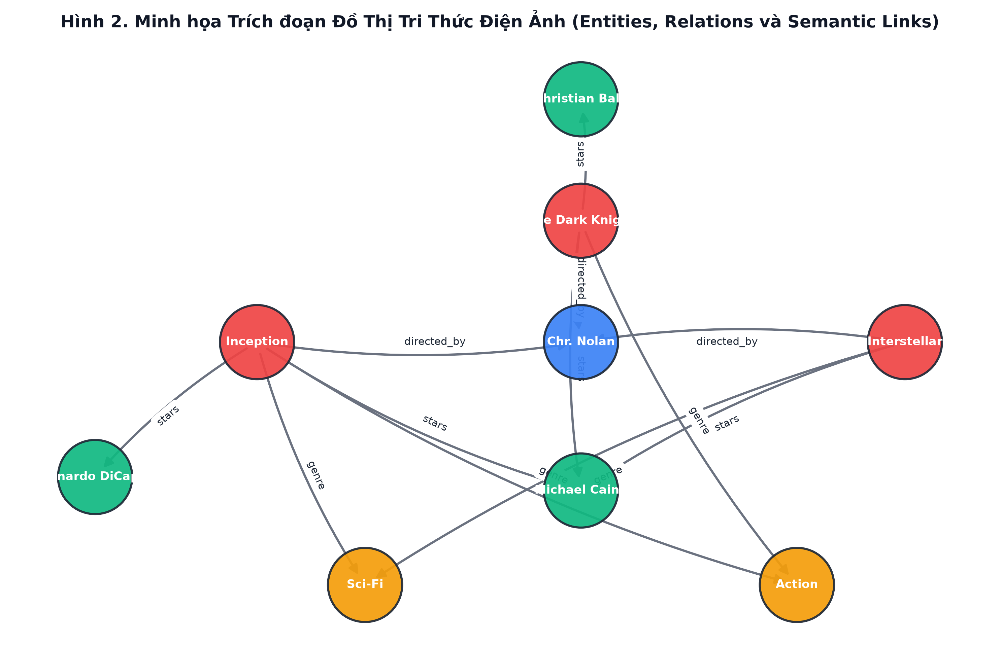 Hình 2. Minh họa Trích đoạn Đồ Thị Tri Thức Điện Ảnh (Entities, Relations và Semantic Links)
hristian Bal
stars
e Dark Knig
directed_by
Inception
directed_by
Chr. Nolan
directed_by
Interstellar
stars
stars
stars
genre
stars
genre
genre
genre
nardo DiCa
ichael Cain
Sci-Fi
Action